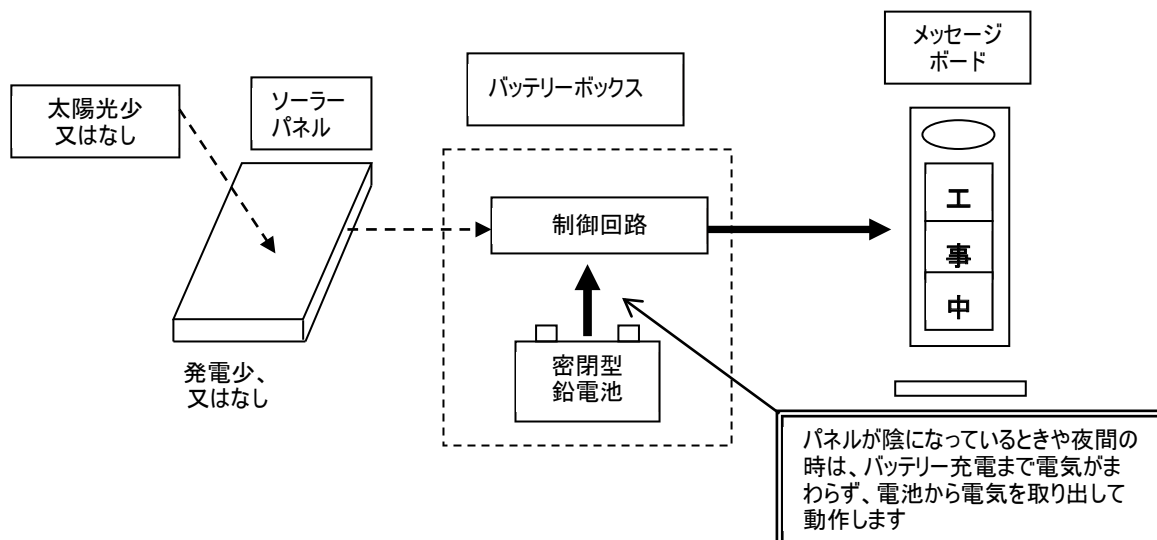 メッセージ
ボード
バッテリーボックス
ソーラー
パネル
太陽光少
又はなし
制御回路
工
事
中
密閉型
鉛電池
発電少、
又はなし
パネルが陰になっているときや夜間の
時は、バッテリー充電まで電気がま
わらず、電池から電気を取り出して
動作します